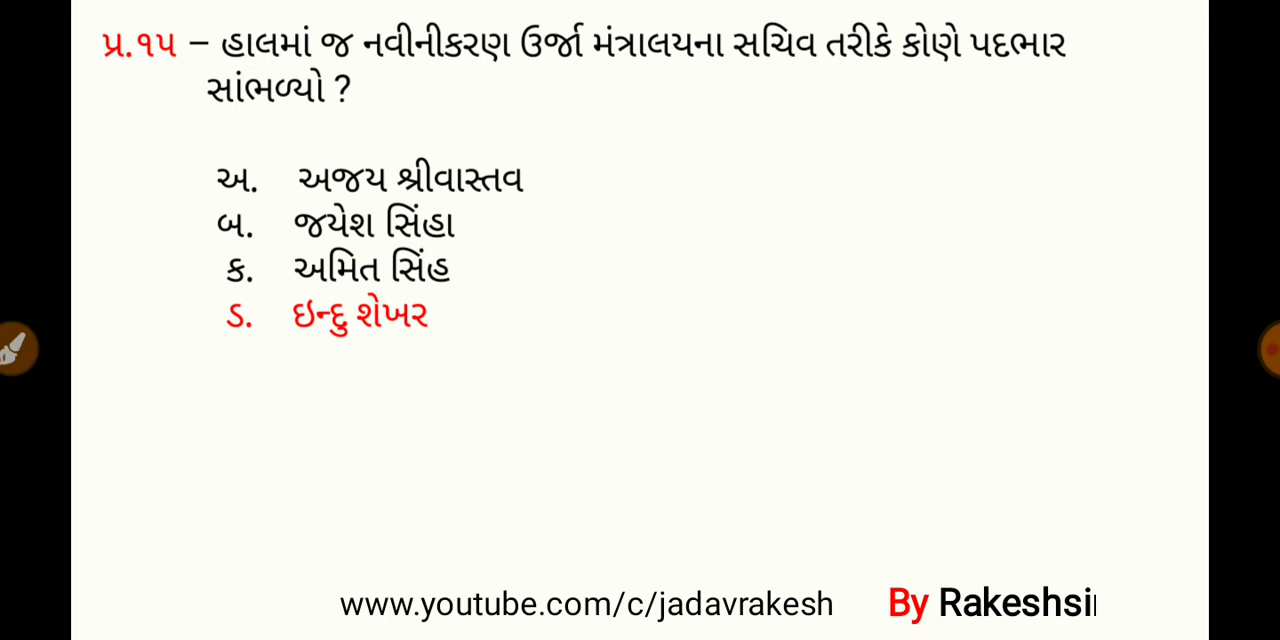 પ્ર.૧૫ – હાલમાં જ નવીનીકરણ ઉર્જા મંત્રાલયના સચિવ તરીકે કોણે પદભાર
સાંભળ્યો ?
અ. અજય શ્રીવાસ્તવ
બ. જયેશ સિંહા
ક. અમિત સિંહ
ડ. ઇન્દુ શેખર
www.youtube.com/c/jadavrakesh By Rakeshsi